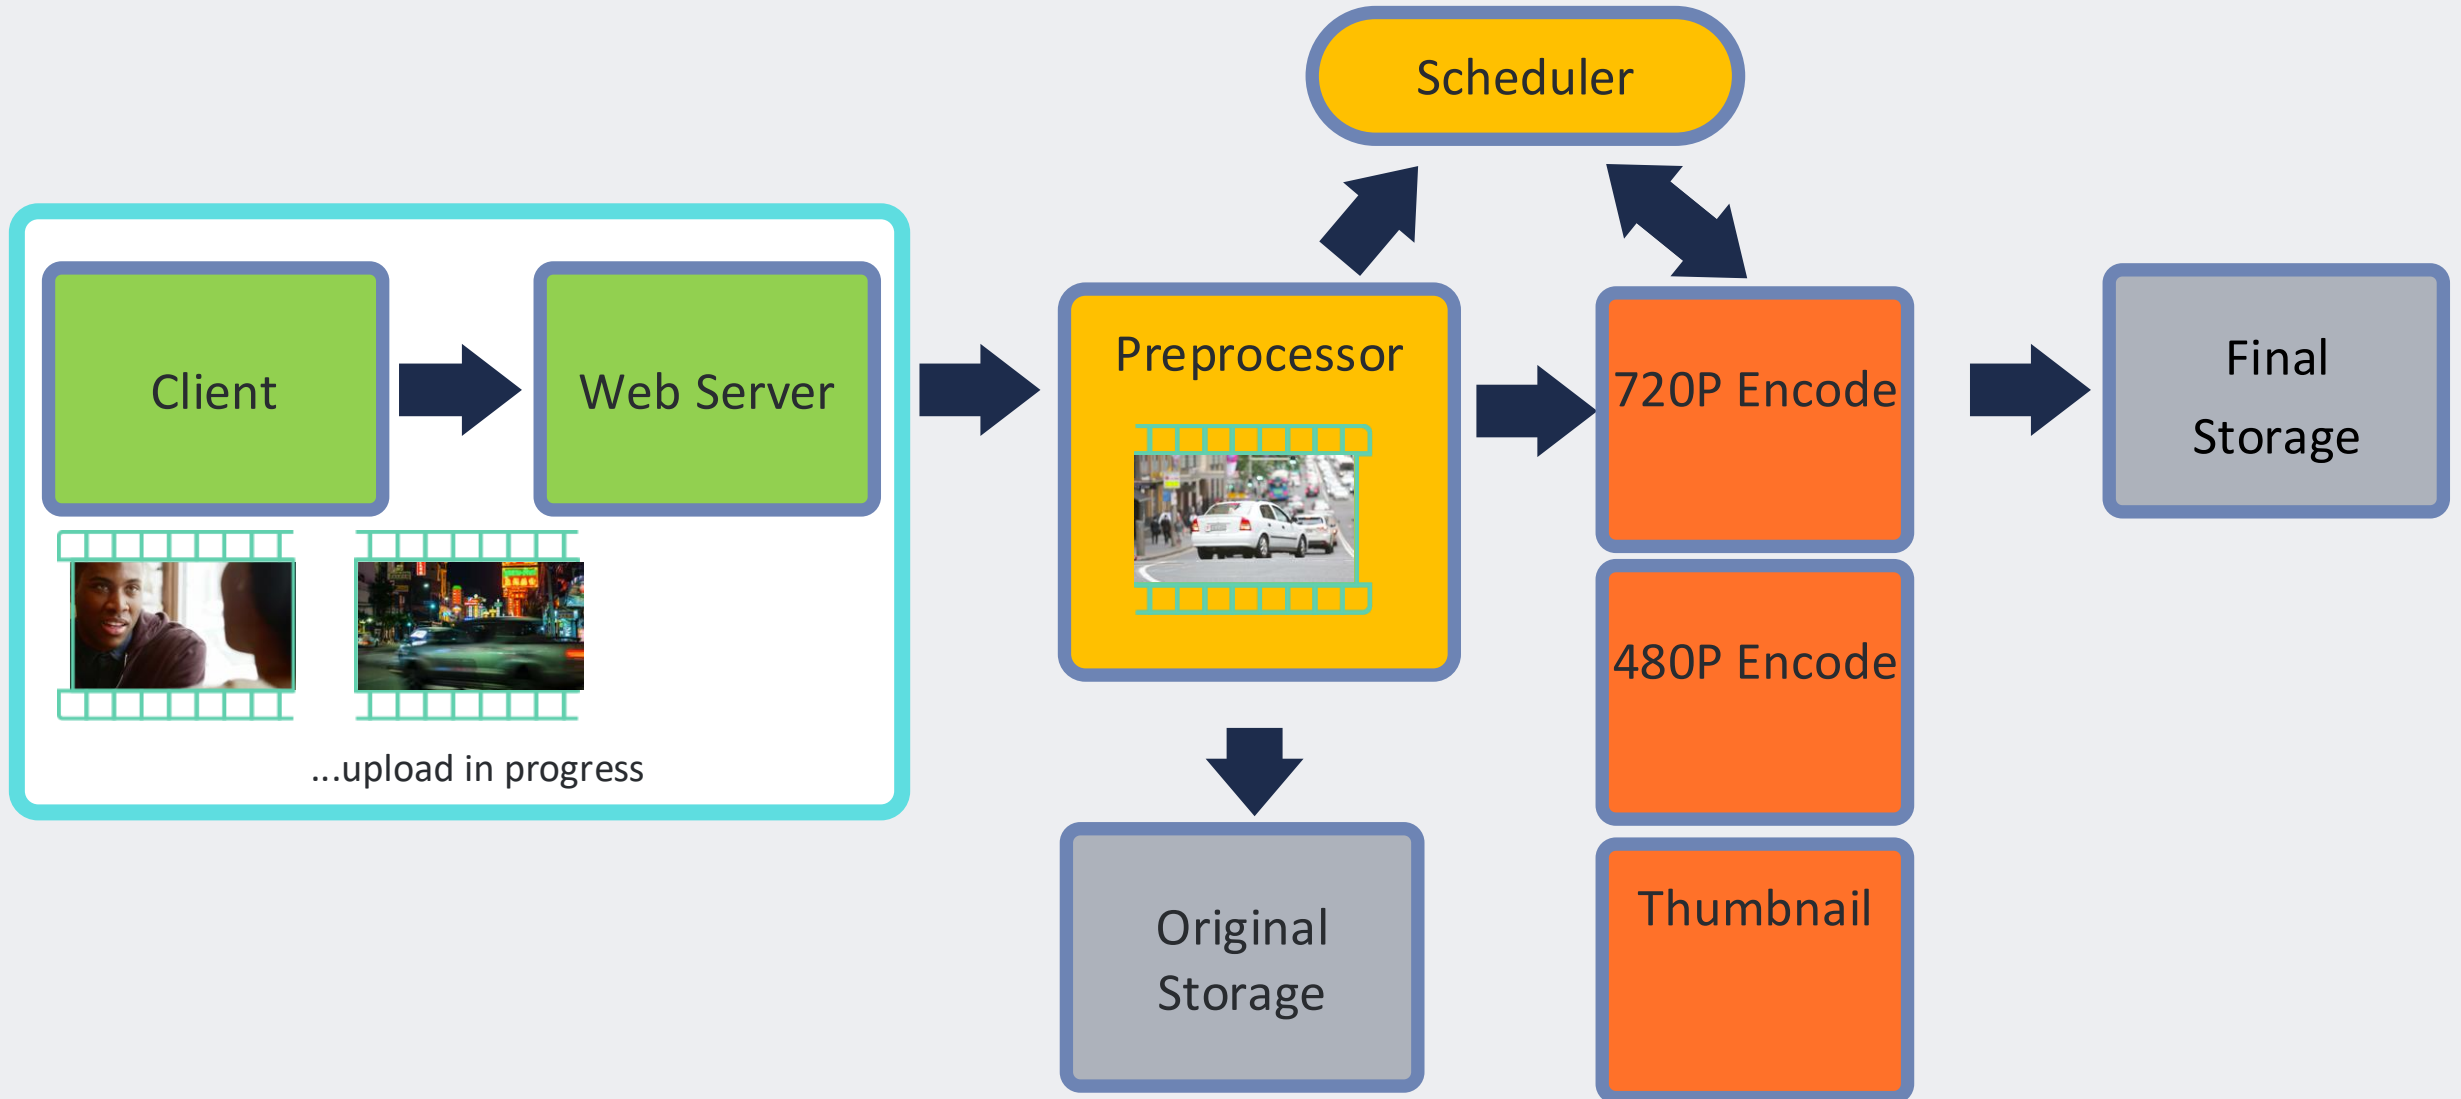 Scheduler
Client
Web Server
...upload in progress
Preprocessor
Original
Storage
720P Encode
480P Encode
Thumbnail
Final
Storage